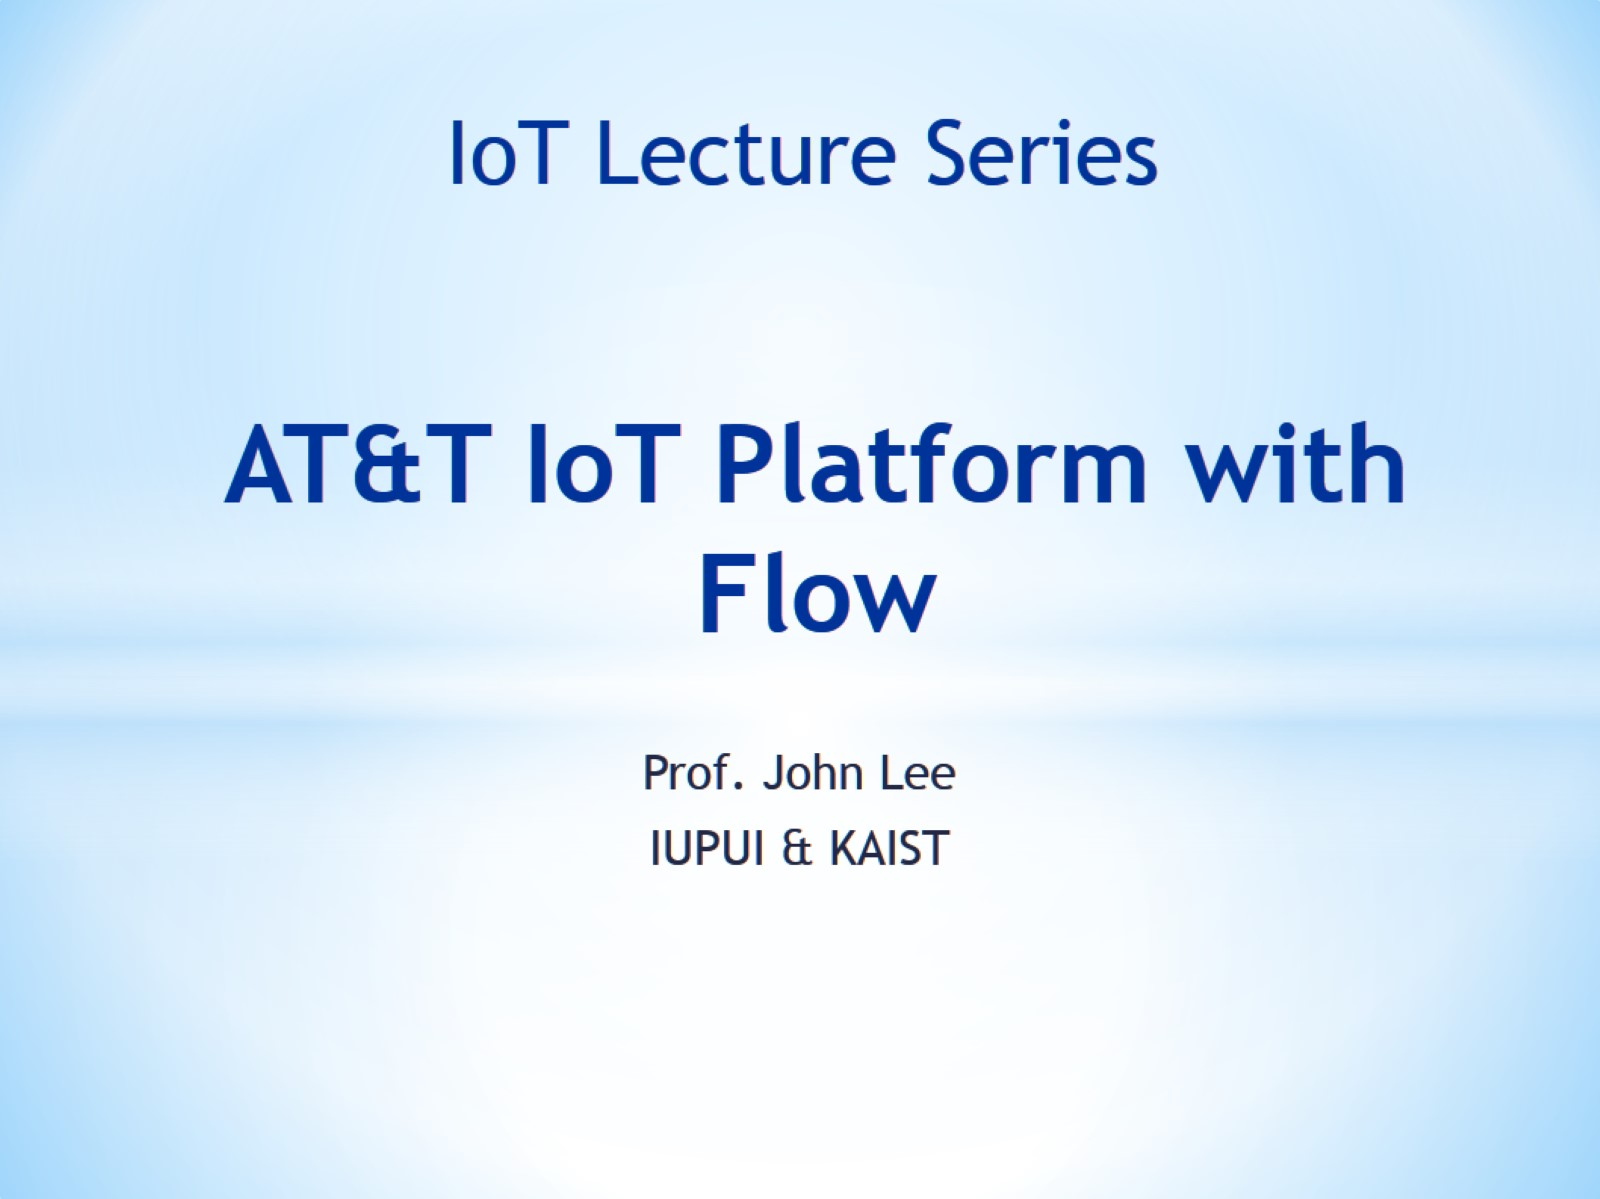 IoT Lecture Series
AT&T IoT Platform with
Flow
Prof. John Lee
IUPUI & KAIST